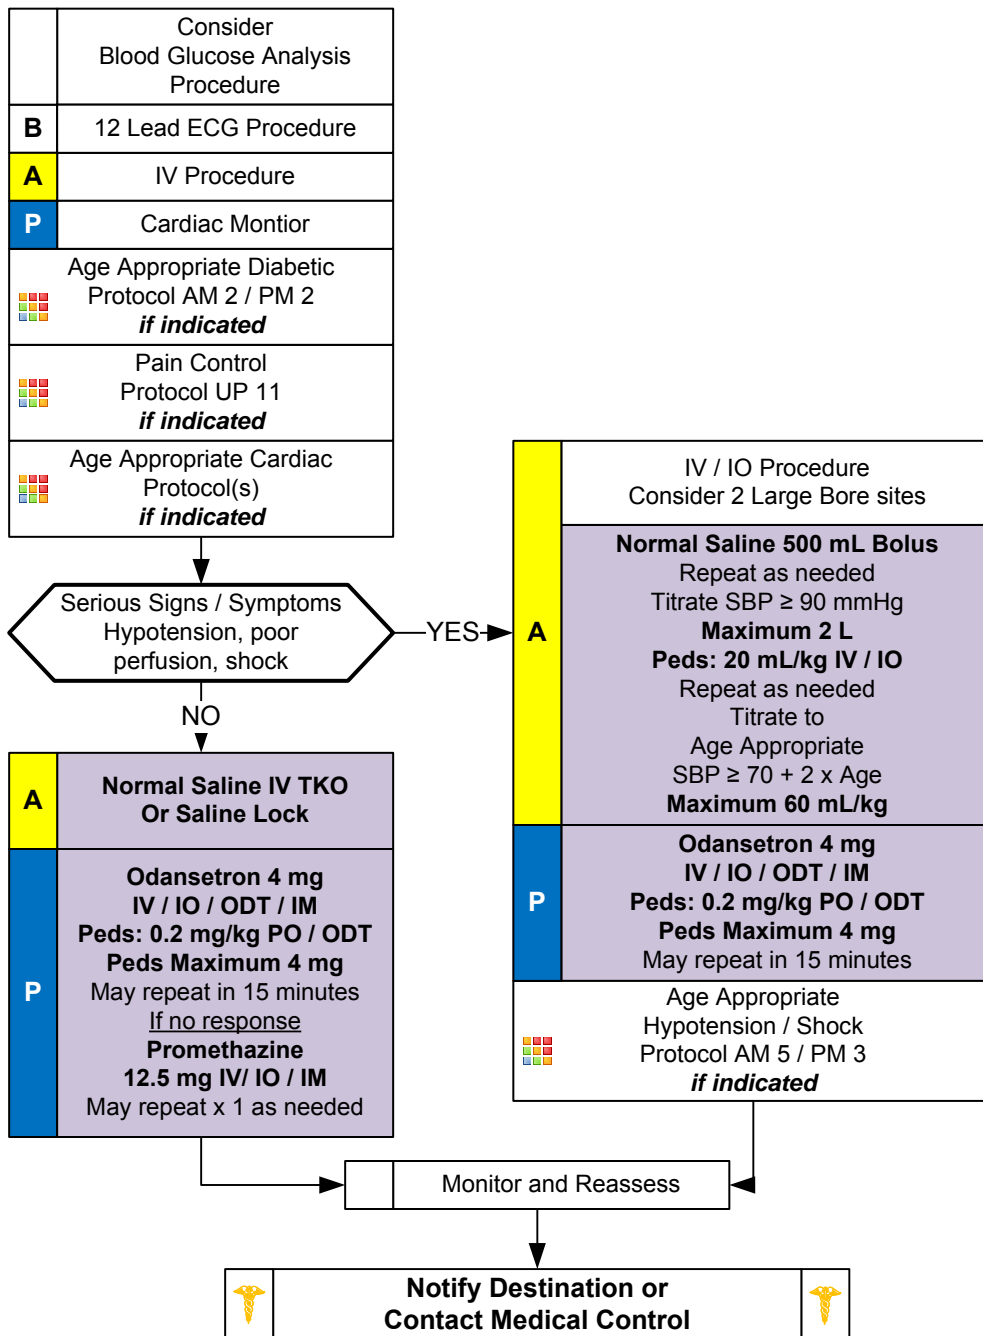 Consider
Blood Glucose Analysis
Procedure
B
12 Lead ECG Procedure
A
IV Procedure
P
Cardiac Montior
Age Appropriate Diabetic
Protocol AM 2 / PM 2
if indicated
Pain Control
Protocol UP 11
if indicated
Age Appropriate Cardiac
Protocol(s)
if indicated
Serious Signs / Symptoms
Hypotension, poor
perfusion, shock
YES
NO
A
Normal Saline IV TKO
Or Saline Lock
P
Odansetron 4 mg
IV / IO / ODT / IM
Peds: 0.2 mg/kg PO / ODT
Peds Maximum 4 mg
May repeat in 15 minutes
If no response
Promethazine
12.5 mg IV/ IO / IM
May repeat x 1 as needed
A
IV / IO Procedure
Consider 2 Large Bore sites
Normal Saline 500 mL Bolus
Repeat as needed
Titrate SBP ≥ 90 mmHg
Maximum 2 L
Peds: 20 mL/kg IV / IO
Repeat as needed
Titrate to
Age Appropriate
SBP ≥ 70 + 2 x Age
Maximum 60 mL/kg
P
Odansetron 4 mg
IV / IO / ODT / IM
Peds: 0.2 mg/kg PO / ODT
Peds Maximum 4 mg
May repeat in 15 minutes
Age Appropriate
Hypotension / Shock
Protocol AM 5 / PM 3
if indicated
Monitor and Reassess
Notify Destination or
Contact Medical Control